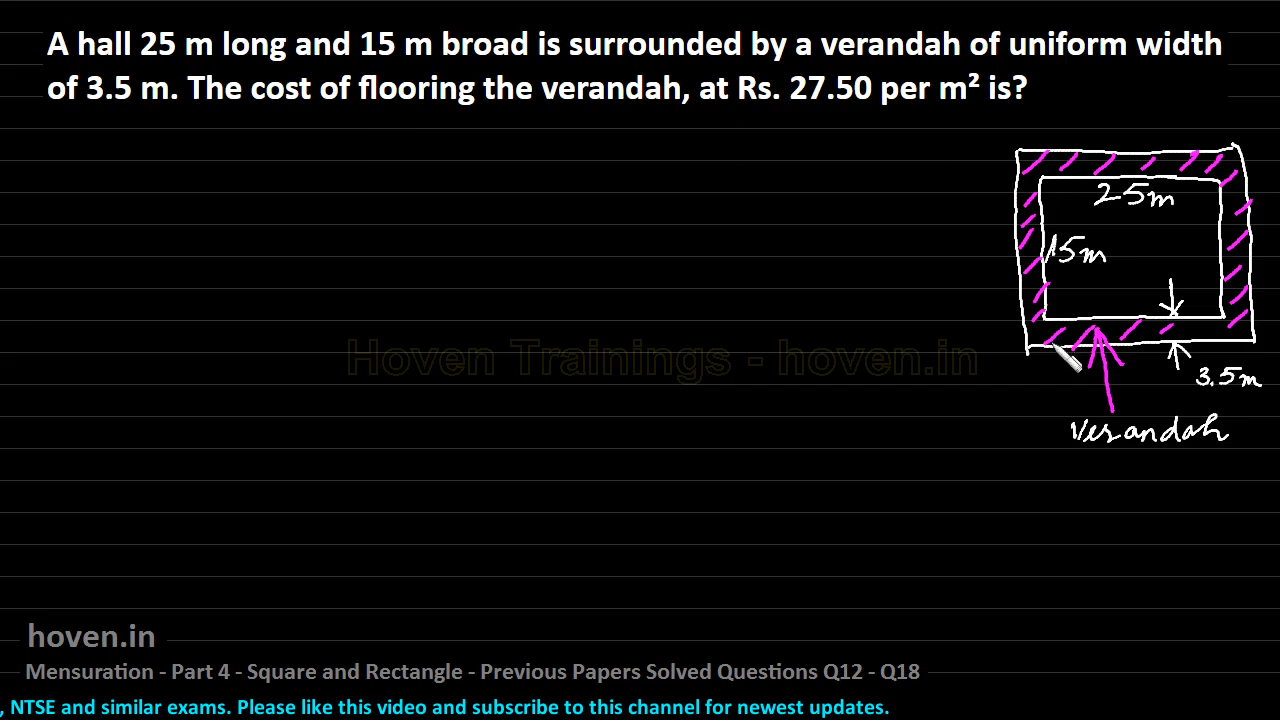 A hall 25 m long and 15 m broad is surrounded by a verandah of uniform width
of 3.5 m. The cost of flooring the verandah, at Rs. 27.50 per m² is?
25m
15m
Hoven Trainings - hoven.in
3.5m
Verandah
hoven.in
Mensuration - Part 4 - Square and Rectangle - Previous Papers Solved Questions Q12 - Q18
, NTSE and similar exams. Please like this video and subscribe to this channel for newest updates.